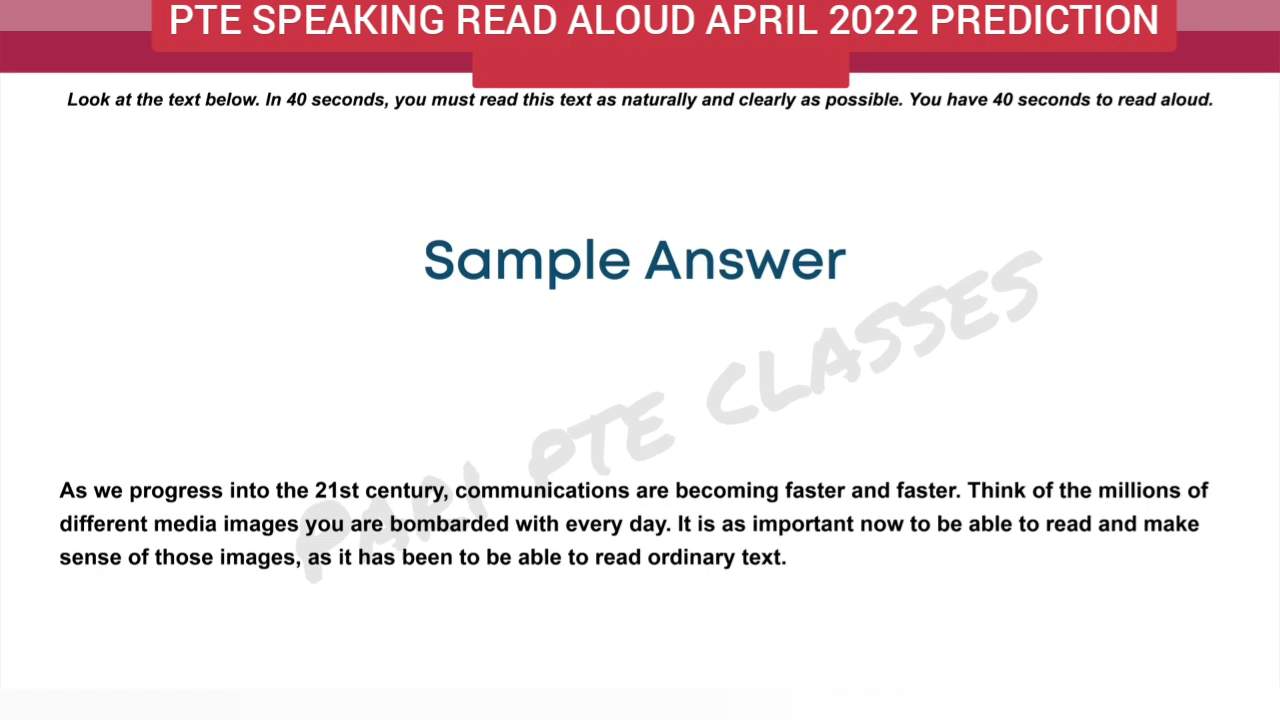 PTE SPEAKING READ ALOUD APRIL 2022 PREDICTION
Look at the text below. In 40 seconds, you must read this text as naturally and clearly as possible. You have 40 seconds to read aloud.
Sample Answer
PARI PTE CLASSES
As we progress into the 21st century, communications are becoming faster and faster. Think of the millions of
different media images you are bombarded with every day. It is as important now to be able to read and make
sense of those images, as it has been to be able to read ordinary text.